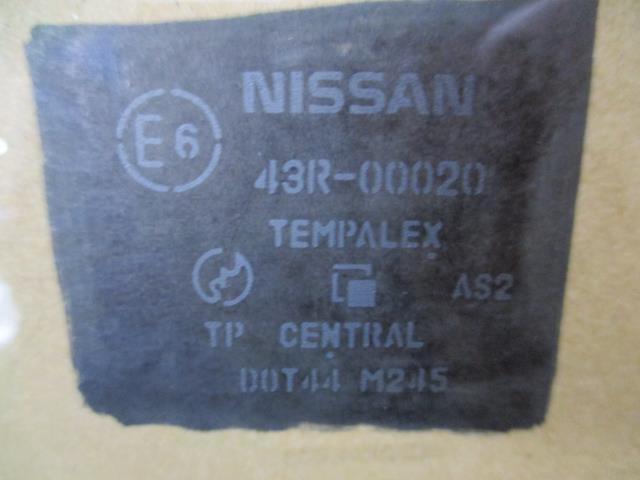 NISSAN
E6
43R-00020
TEMPALEX
AS2
TP CENTRAL
DOT44 M245